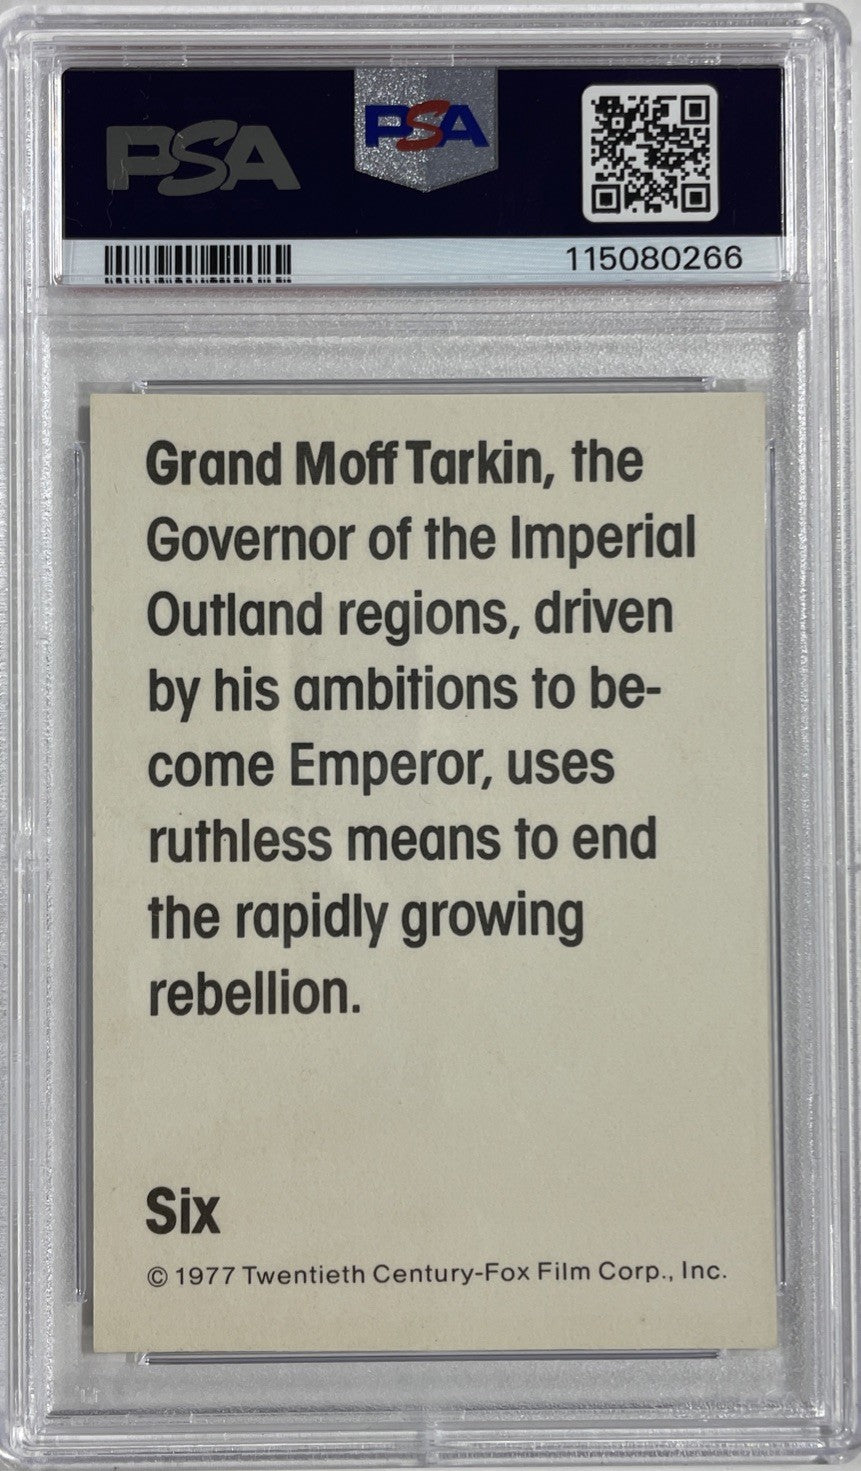 PSA
PSA
115080266
Grand Moff Tarkin, the
Governor of the Imperial
Outland regions, driven
by his ambitions to be-
come Emperor, uses
ruthless means to end
the rapidly growing
rebellion.
Six
© 1977 Twentieth Century-Fox Film Corp., Inc.